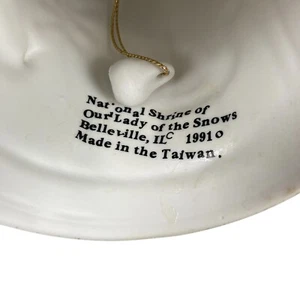 National Shrine of
Our Lady of the Snows
Belleville, IL© 1991
Made in the Taiwan.